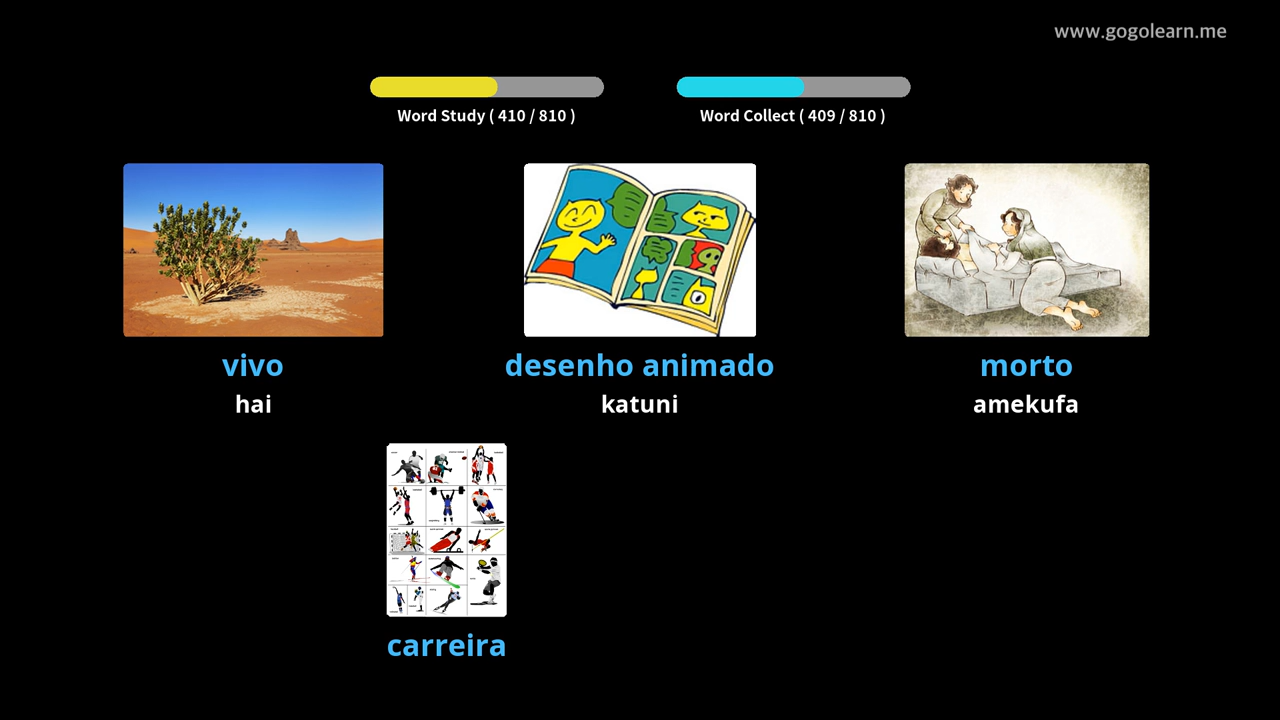 www.gogolearn.me
Word Study ( 410 / 810 )
Word Collect ( 409 / 810 )
vivo
desenho animado
morto
hai
katuni
amekufa
carreira